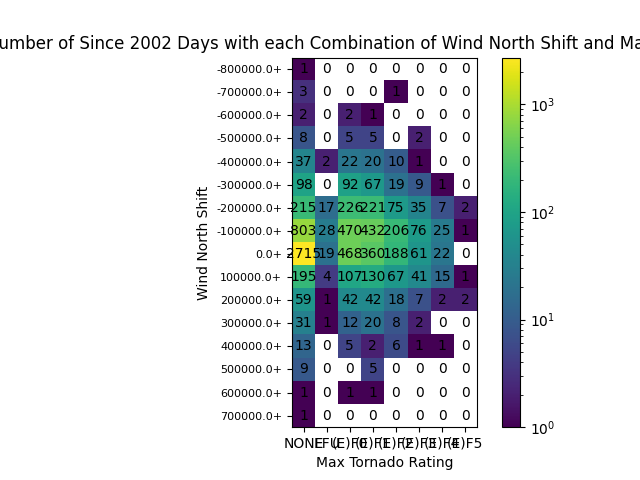 umber of Since 2002 Days with each Combination of Wind North Shift and Ma
-800000.0+ 1 0 0 0 0 0 0 0
-700000.0+ 3 0 0 0 1 0 0 0
-600000.0+ 2 0 2 1 0 0 0 0
-500000.0+ 8 0 5 5 0 2 0 0
-400000.0+ 37 2 22 20 10 1 0 0
-300000.0+ 98 0 92 67 19 9 1 0
-200000.0+ 215 17 226 221 75 35 7 2
-100000.0+ 803 28 470 432 206 76 25 1
0.0+ 2715 19 468 360 188 61 22 0
100000.0+ 195 4 107 130 67 41 15 1
200000.0+ 59 1 42 42 18 7 2 2
300000.0+ 31 1 12 20 8 2 0 0
400000.0+ 13 0 5 2 6 1 1 0
500000.0+ 9 0 0 5 0 0 0 0
600000.0+ 1 0 1 1 0 0 0 0
700000.0+ 1 0 0 0 0 0 0 0
NONE EFU (E)F0 (E)F1 (E)F2 (E)F3 (E)F4 (E)F5
Max Tornado Rating
Wind North Shift
10³
10²
10¹
10⁰